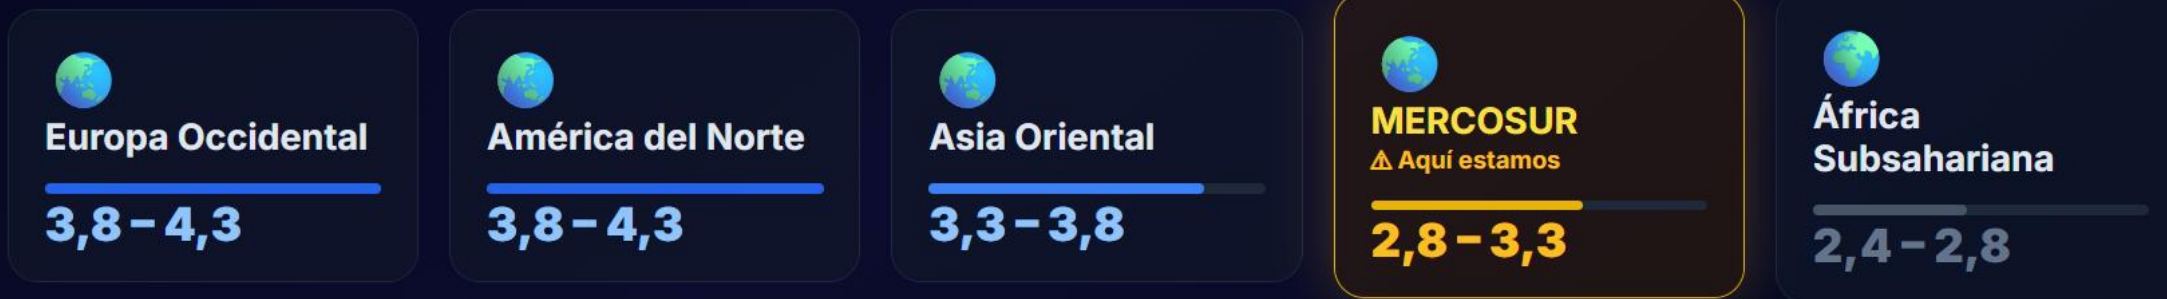 Europa Occidental
3,8 – 4,3
América del Norte
3,8 – 4,3
Asia Oriental
3,3 – 3,8
MERCOSUR
⚠ Aquí estamos
2,8 – 3,3
África
Subsahariana
2,4 – 2,8